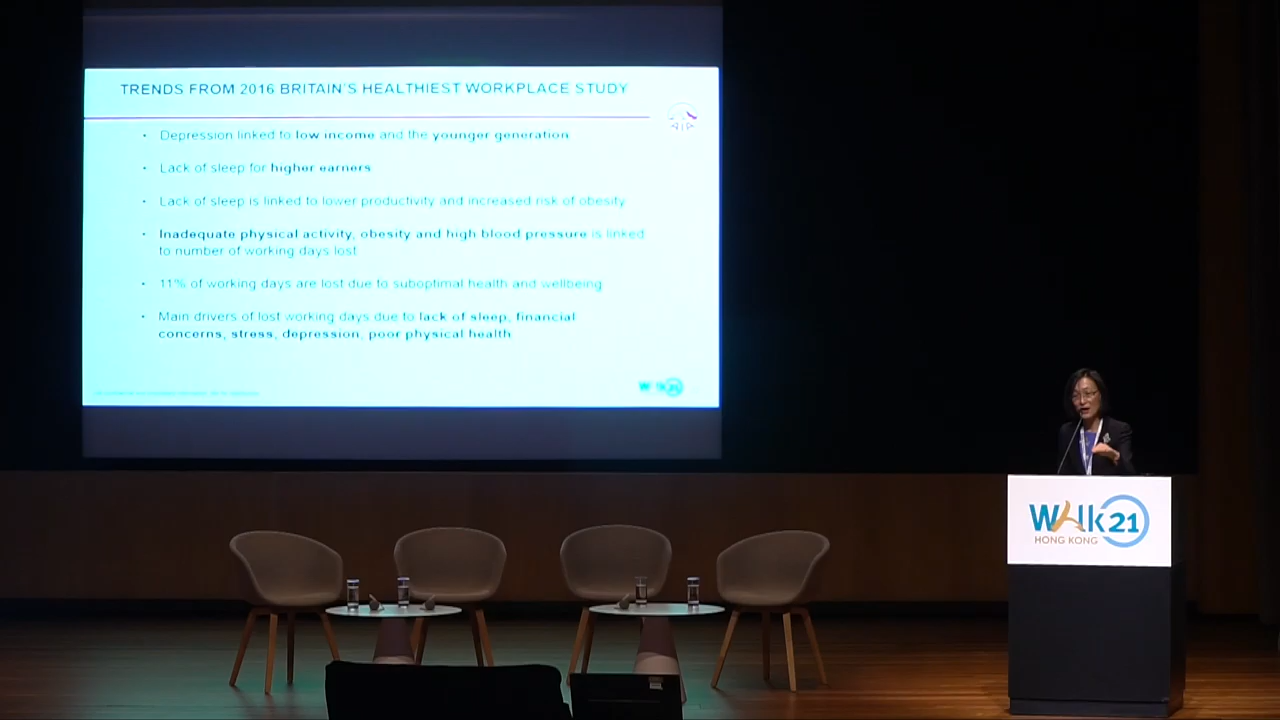 TRENDS FROM 2016 BRITAIN'S HEALTHIEST WORKPLACE STUDY
AIA
• Depression linked to low income and the younger generation
• Lack of sleep for higher earners
• Lack of sleep is linked to lower productivity and increased risk of obesity
• Inadequate physical activity, obesity and high blood pressure is linked
to number of working days lost
• 11% of working days are lost due to suboptimal health and wellbeing
• Main drivers of lost working days due to lack of sleep, financial
concerns, stress, depression, poor physical health
Walk21
Walk21
HONG KONG